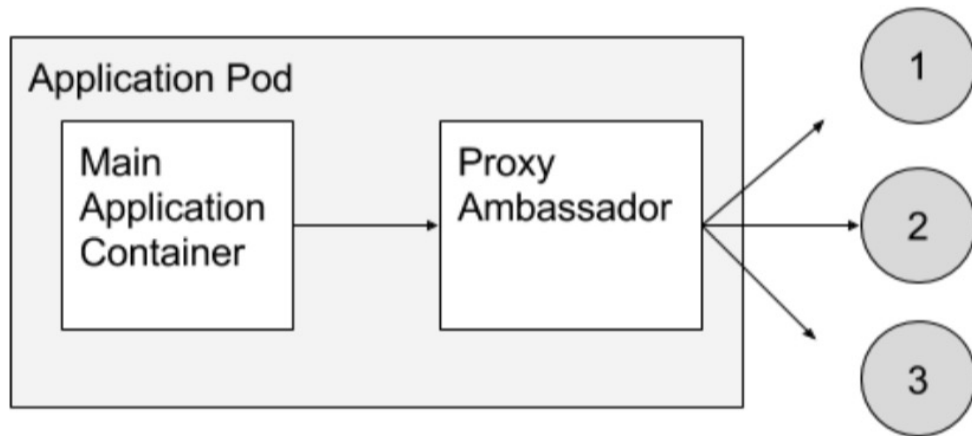 Application Pod
Main
Application
Container
Proxy
Ambassador
1
2
3